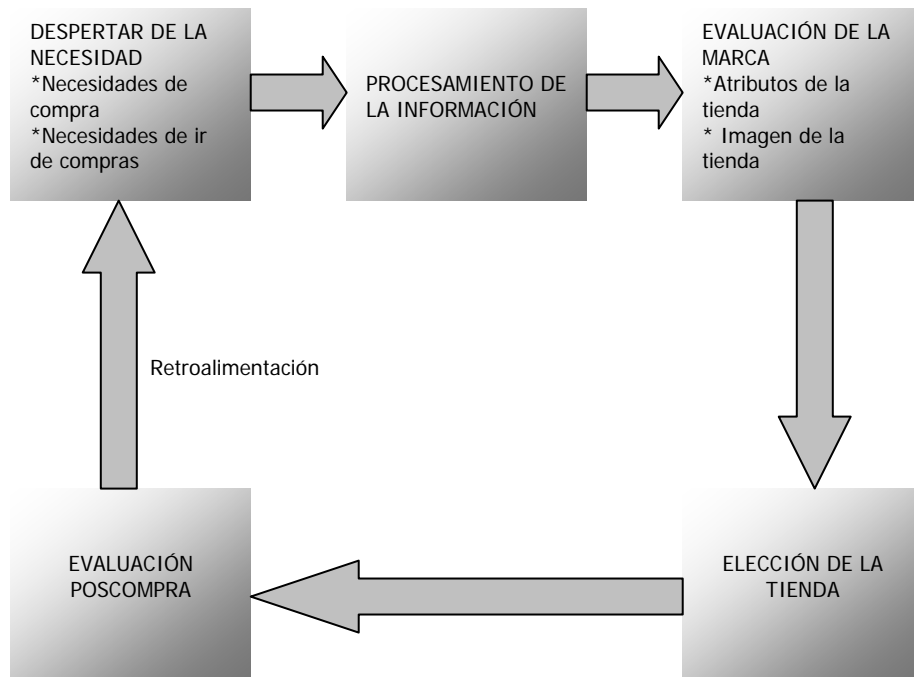 DESPERTAR DE LA
NECESIDAD
*Necesidades de
compra
*Necesidades de ir
de compras
PROCESAMIENTO DE
LA INFORMACIÓN
EVALUACIÓN DE LA
MARCA
*Atributos de la
tienda
* Imagen de la
tienda
Retroalimentación
EVALUACIÓN
POSCOMPRA
ELECCIÓN DE LA
TIENDA